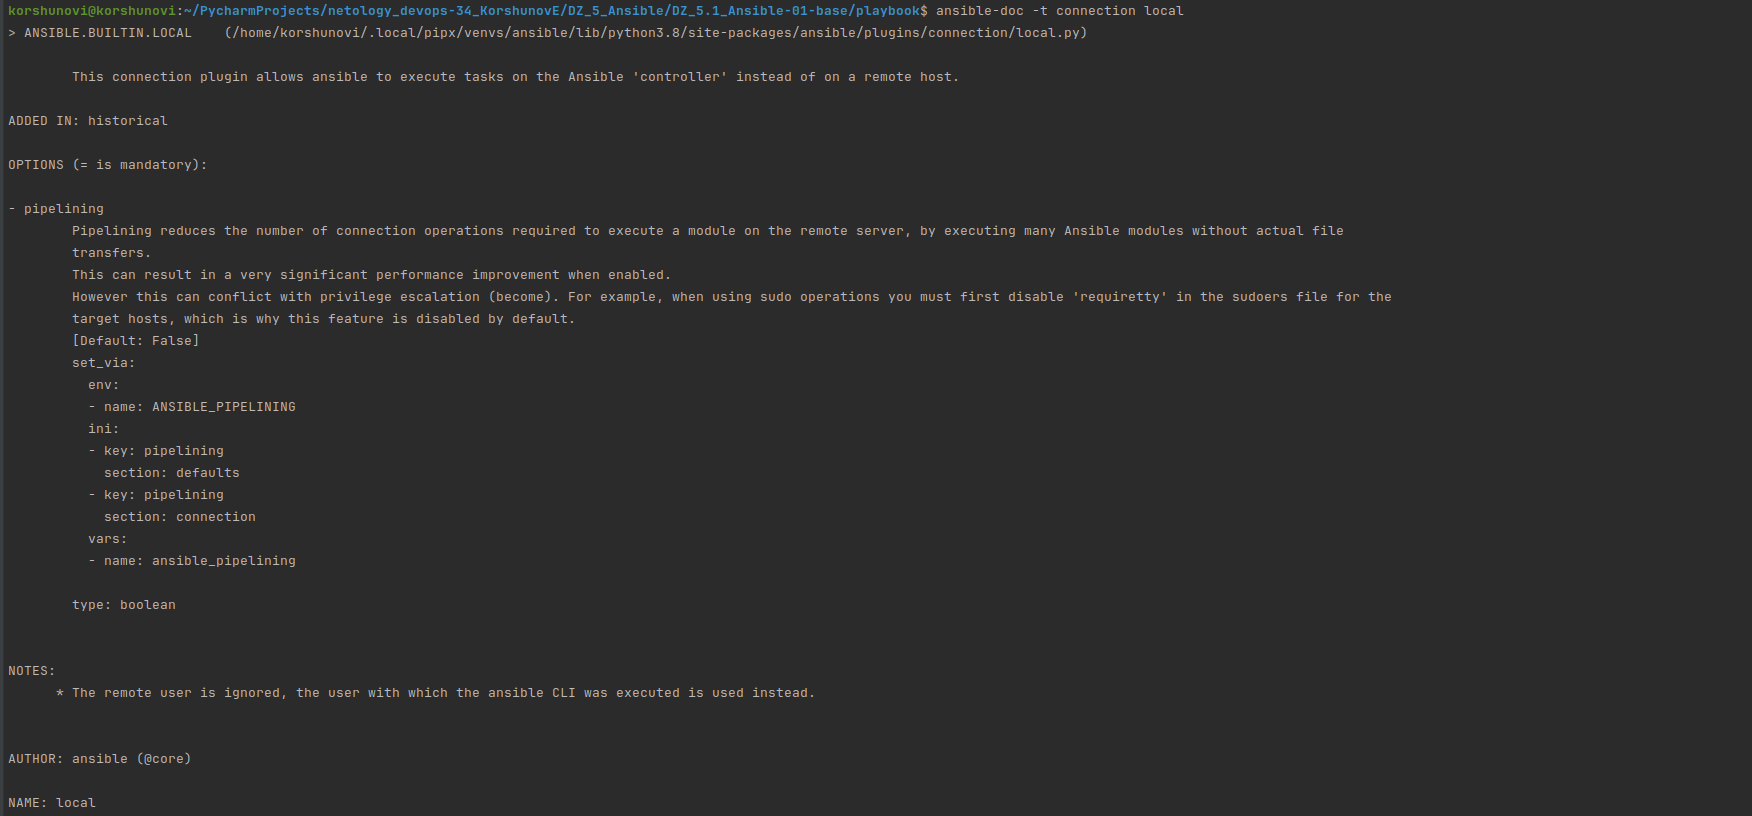 korshunovi@korshunovi:~/PycharmProjects/netology_devops-34_KorshunovE/DZ_5_Ansible/DZ_5.1_Ansible-01-base/playbook$ ansible-doc -t connection local
> ANSIBLE.BUILTIN.LOCAL    (/home/korshunovi/.local/pipx/venvs/ansible/lib/python3.8/site-packages/ansible/plugins/connection/local.py)
This connection plugin allows ansible to execute tasks on the Ansible 'controller' instead of on a remote host.
ADDED IN: historical
OPTIONS (= is mandatory):
- pipelining
Pipelining reduces the number of connection operations required to execute a module on the remote server, by executing many Ansible modules without actual file
transfers.
This can result in a very significant performance improvement when enabled.
However this can conflict with privilege escalation (become). For example, when using sudo operations you must first disable 'requiretty' in the sudoers file for the
target hosts, which is why this feature is disabled by default.
[Default: False]
set_via:
env:
- name: ANSIBLE_PIPELINING
ini:
- key: pipelining
section: defaults
- key: pipelining
section: connection
vars:
- name: ansible_pipelining
type: boolean
NOTES:
* The remote user is ignored, the user with which the ansible CLI was executed is used instead.
AUTHOR: ansible (@core)
NAME: local